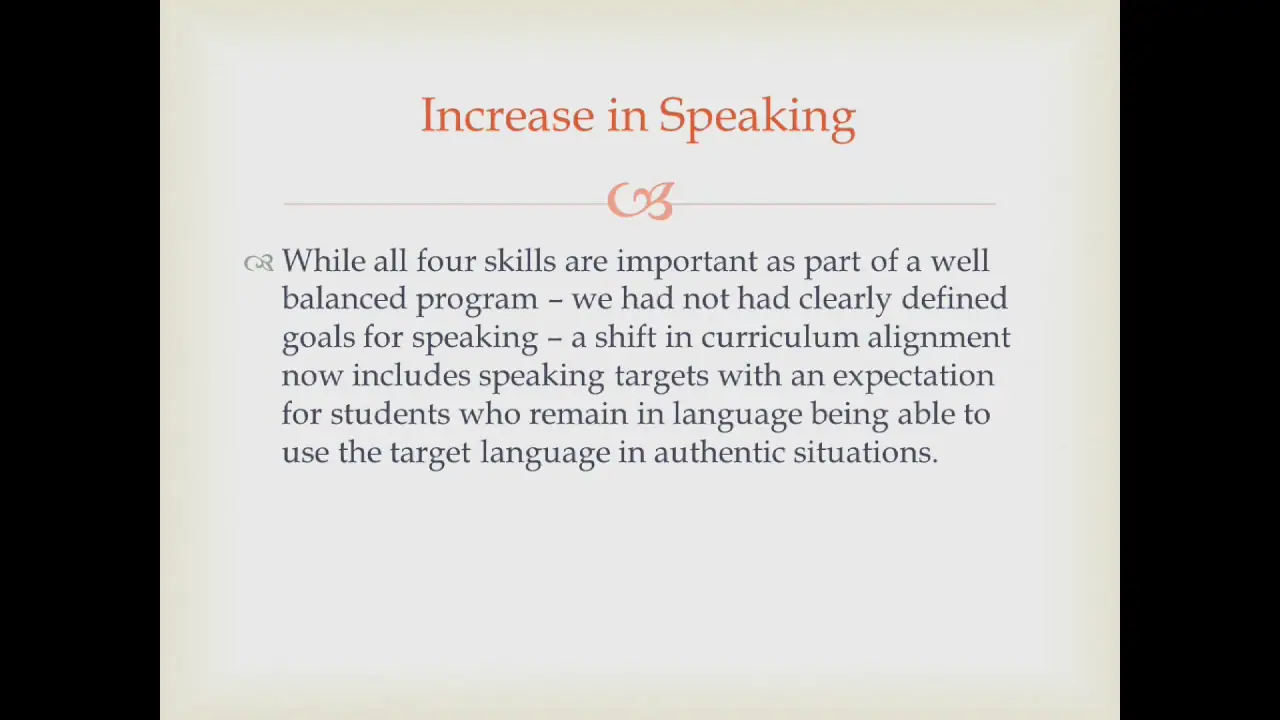 Increase in Speaking
While all four skills are important as part of a well
balanced program – we had not had clearly defined
goals for speaking – a shift in curriculum alignment
now includes speaking targets with an expectation
for students who remain in language being able to
use the target language in authentic situations.